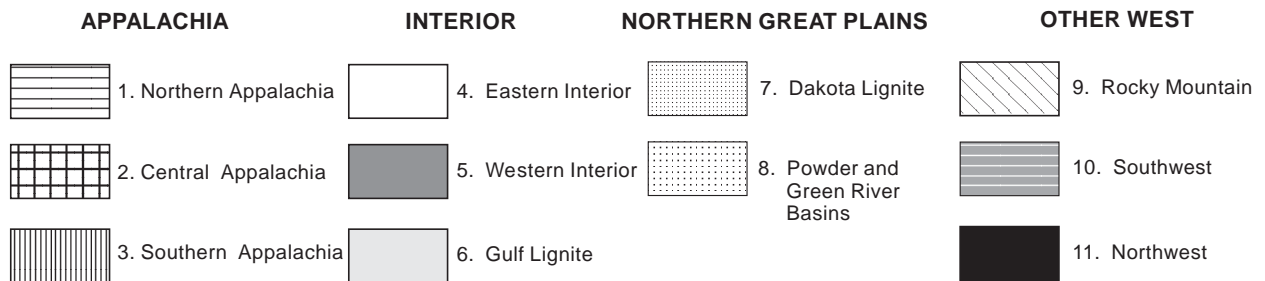 APPALACHIA INTERIOR NORTHERN GREAT PLAINS OTHER WEST
1. Northern Appalachia 4. Eastern Interior 7. Dakota Lignite 9. Rocky Mountain
2. Central Appalachia 5. Western Interior 8. Powder and 10. Southwest
Green River
Basins
3. Southern Appalachia 6. Gulf Lignite 11. Northwest